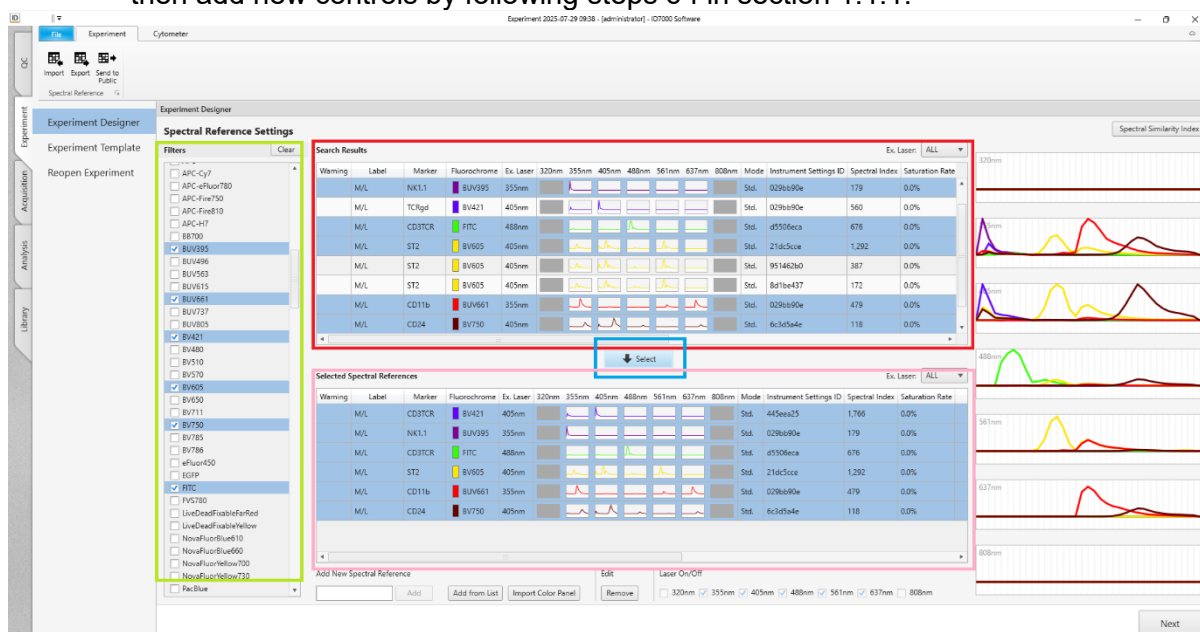 then add new controls by following steps 3-7 in section 1.1.1.
ID
Experiment 2025-07-29 09:38 - [administrator] - ID7000 Software
File Experiment Cytometer
Import Export Send to Public
Spectral Reference
QC
Experiment
Acquisition
Analysis
Library
Experiment Designer
Experiment Template
Reopen Experiment
Experiment Designer
Spectral Reference Settings
Spectral Similarity Index
Filters Clear
APC-Cy7
APC-eFluor780
APC-Fire750
APC-Fire810
APC-H7
BB700
BUV395
BUV496
BUV563
BUV615
BUV661
BUV737
BUV805
BV421
BV480
BV510
BV570
BV605
BV650
BV711
BV750
BV785
BV786
eFluor450
EGFP
FITC
FVS780
LiveDeadFixableFarRed
LiveDeadFixableYellow
NovaFluorBlue610
NovaFluorBlue660
NovaFluorYellow700
NovaFluorYellow730
PacBlue
Search Results Ex. Laser: ALL
Warning Label Marker Fluorochrome Ex. Laser 320nm 355nm 405nm 488nm 561nm 637nm 808nm Mode Instrument Settings ID Spectral Index Saturation Rate
M/L NK1.1 BUV395 355nm Std. 029bb90e 179 0.0%
M/L TCRgd BV421 405nm Std. 029bb90e 560 0.0%
M/L CD3TCR FITC 488nm Std. d5506eca 676 0.0%
M/L ST2 BV605 405nm Std. 21dc5cce 1,292 0.0%
M/L ST2 BV605 405nm Std. 951462b0 387 0.0%
M/L ST2 BV605 405nm Std. 8d1be437 172 0.0%
M/L CD11b BUV661 355nm Std. 029bb90e 479 0.0%
M/L CD24 BV750 405nm Std. 6c3d5a4e 118 0.0%
Select
Selected Spectral References Ex. Laser: ALL
Warning Label Marker Fluorochrome Ex. Laser 320nm 355nm 405nm 488nm 561nm 637nm 808nm Mode Instrument Settings ID Spectral Index Saturation Rate
M/L CD3TCR BV421 405nm Std. 445eea25 1,766 0.0%
M/L NK1.1 BUV395 355nm Std. 029bb90e 179 0.0%
M/L CD3TCR FITC 488nm Std. d5506eca 676 0.0%
M/L ST2 BV605 405nm Std. 21dc5cce 1,292 0.0%
M/L CD11b BUV661 355nm Std. 029bb90e 479 0.0%
M/L CD24 BV750 405nm Std. 6c3d5a4e 118 0.0%
Add New Spectral Reference Edit Laser On/Off
Add Add from List Import Color Panel Remove 320nm 355nm 405nm 488nm 561nm 637nm 808nm
320nm
488nm
561nm
637nm
808nm
Next